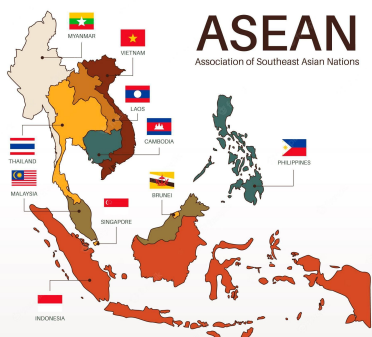 ASEAN
Association of Southeast Asian Nations
MYANMAR
VIETNAM
LAOS
CAMBODIA
THAILAND
PHILIPPINES
MALAYSIA
BRUNEI
SINGAPORE
INDONESIA